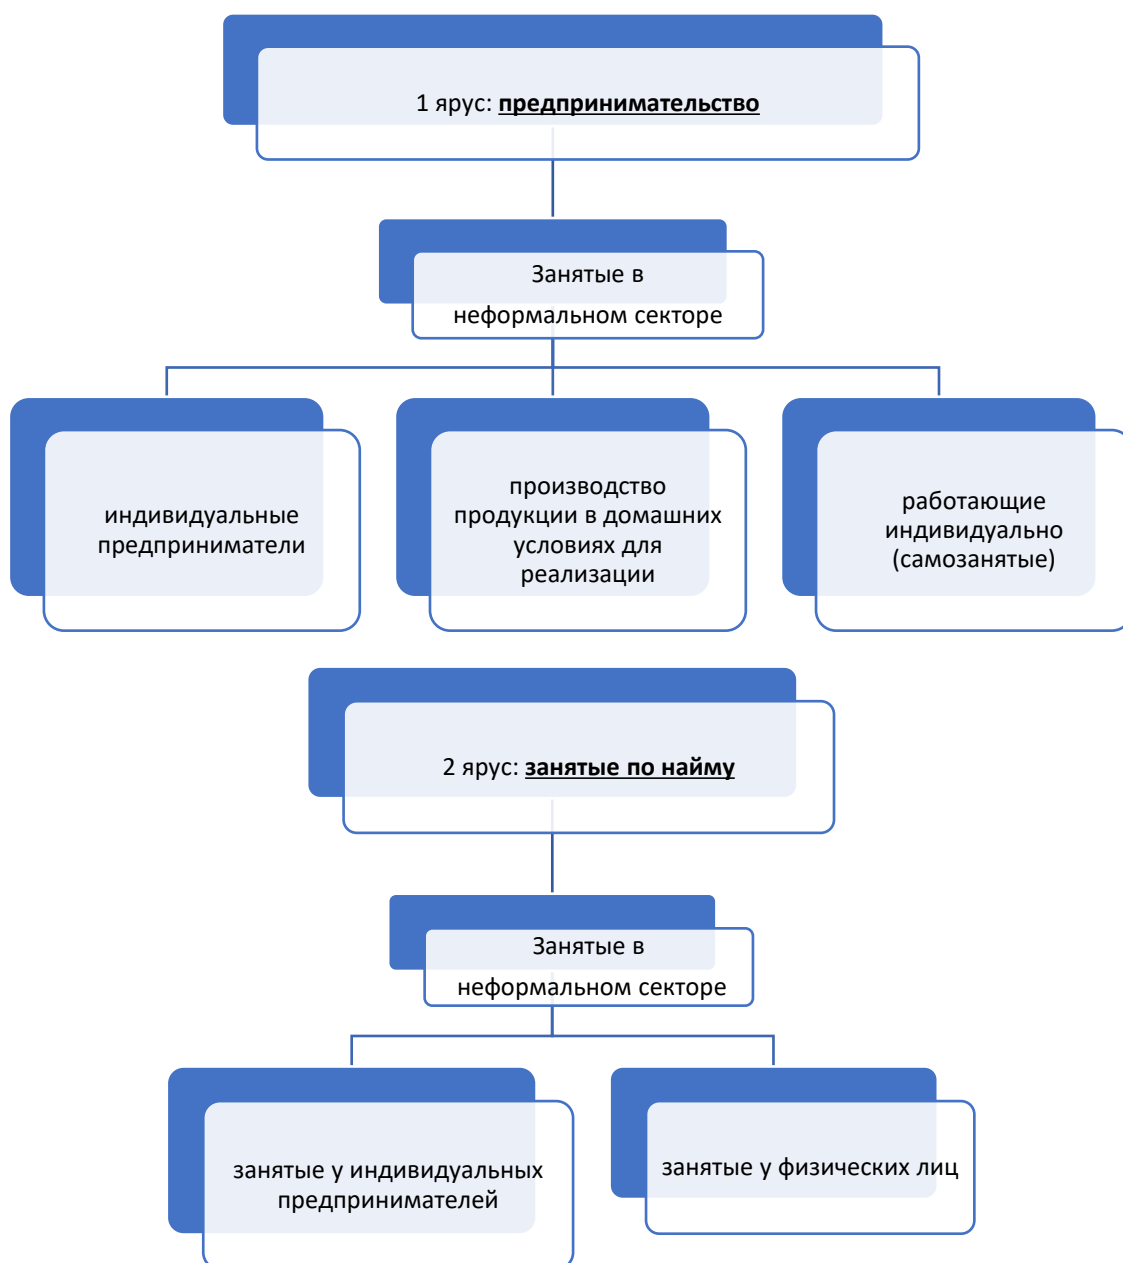 1 ярус: предпринимательство
Занятые в
неформальном секторе
индивидуальные
предприниматели
производство
продукции в домашних
условиях для
реализации
работающие
индивидуально
(самозанятые)
2 ярус: занятые по найму
Занятые в
неформальном секторе
занятые у индивидуальных
предпринимателей
занятые у физических лиц